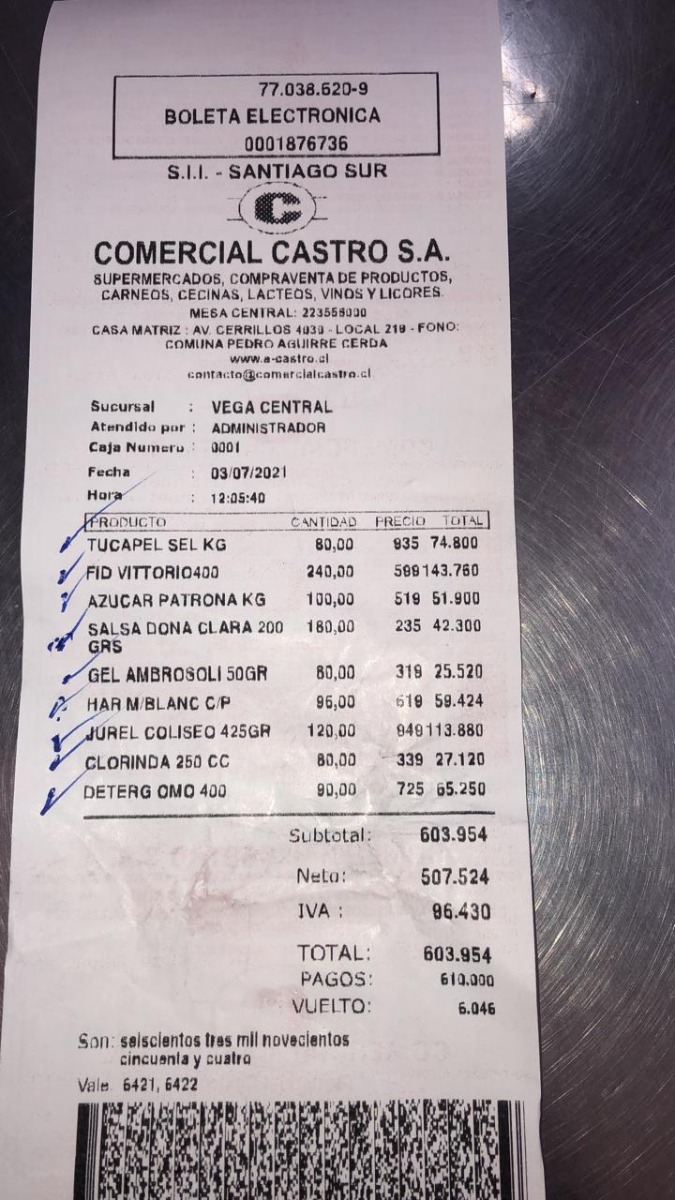 77.038.620-9
BOLETA ELECTRONICA
0001876736
S.I.I. - SANTIAGO SUR
C
COMERCIAL CASTRO S.A.
SUPERMERCADOS, COMPRAVENTA DE PRODUCTOS,
CARNEOS, CECINAS, LACTEOS, VINOS Y LICORES.
MESA CENTRAL: 223556000
CASA MATRIZ : AV. CERRILLOS 4030 - LOCAL 219 - FONO:
COMUNA PEDRO AGUIRRE CERDA
www.a-castro.cl
contacto@comercialcastro.cl
Sucursal : VEGA CENTRAL
Atendido por : ADMINISTRADOR
Caja Numero : 0001
Fecha : 03/07/2021
Hora : 12:05:40
PRODUCTO CANTIDAD PRECIO TOTAL
TUCAPEL SEL KG 80,00 935 74.800
FID VITTORIO400 240,00 599 143.760
AZUCAR PATRONA KG 100,00 519 51.900
SALSA DONA CLARA 200 180,00 235 42.300
GRS
GEL AMBROSOLI 50GR 80,00 319 25.520
HAR M/BLANC C/P 96,00 619 59.424
JUREL COLISEO 425GR 120,00 949 113.880
CLORINDA 250 CC 80,00 339 27.120
DETERG OMO 400 90,00 725 65.250
Subtotal: 603.954
Neto: 507.524
IVA : 96.430
TOTAL: 603.954
PAGOS: 610.000
VUELTO: 6.046
Son: seiscientos tres mil novecientos
cincuenta y cuatro
Vale 6421, 6422